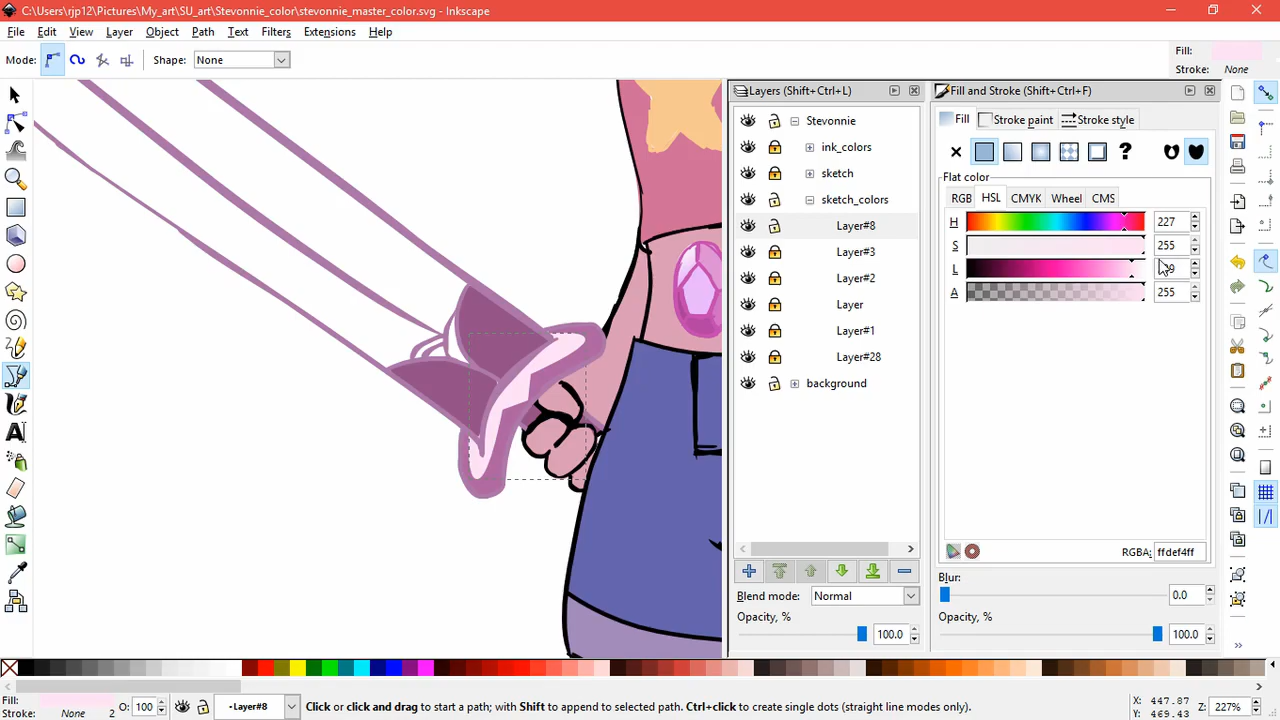 C:\Users\rjp12\Pictures\My_art\SU_art\Stevonnie_color\stevonnie_master_color.svg - Inkscape
File Edit View Layer Object Path Text Filters Extensions Help
Mode: Shape: None Fill:
Stroke: None
Layers (Shift+Ctrl+L) Fill and Stroke (Shift+Ctrl+F)
Stevonnie
ink_colors
sketch
sketch_colors
Layer#8
Layer#3
Layer#2
Layer
Layer#1
Layer#28
background
Fill Stroke paint Stroke style
?
Flat color
RGB HSL CMYK Wheel CMS
H 227
S 255
L
A 255
RGBA: ffdef4ff
Blur:
0.0
Opacity, %
100.0
Blend mode: Normal
Opacity, %
100.0
Fill:
Stroke: None 2 O: 100 •Layer#8 Click or click and drag to start a path; with Shift to append to selected path. Ctrl+click to create single dots (straight line modes only).
X: 447.87
Y: 469.43
Z: 227%